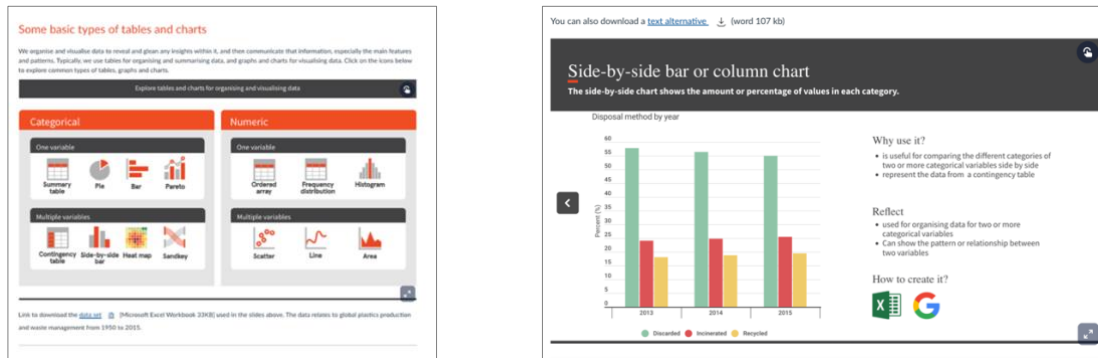 Some basic types of tables and charts
We organise and visualise data to reveal and glean any insights within it, and then communicate that information, especially the main features
and patterns. Typically, we use tables for organising and summarising data, and graphs and charts for visualising data. Click on the icons below
to explore common types of tables, graphs and charts.
Explore tables and charts for organising and visualising data
Categorical
One variable
Summary table
Pie
Bar
Pareto
Multiple variables
Contingency table
Side-by-side bar
Heat map
Sankey
Numeric
One variable
Ordered array
Frequency distribution
Histogram
Multiple variables
Scatter
Line
Area
Link to download the data set [Microsoft Excel Workbook 33KB] used in the slides above. The data relates to global plastics production
and waste management from 1950 to 2015.
You can also download a text alternative (word 107 kb)
Side-by-side bar or column chart
The side-by-side chart shows the amount or percentage of values in each category.
Disposal method by year
Percent (%)
60
55
50
45
40
35
30
25
20
15
10
5
0
2013
2014
2015
Discarded
Incinerated
Recycled
Why use it?
• is useful for comparing the different categories of
two or more categorical variables side by side
• represent the data from a contingency table
Reflect
• used for organising data for two or more
categorical variables
• Can show the pattern or relationship between
two variables
How to create it?
X
G